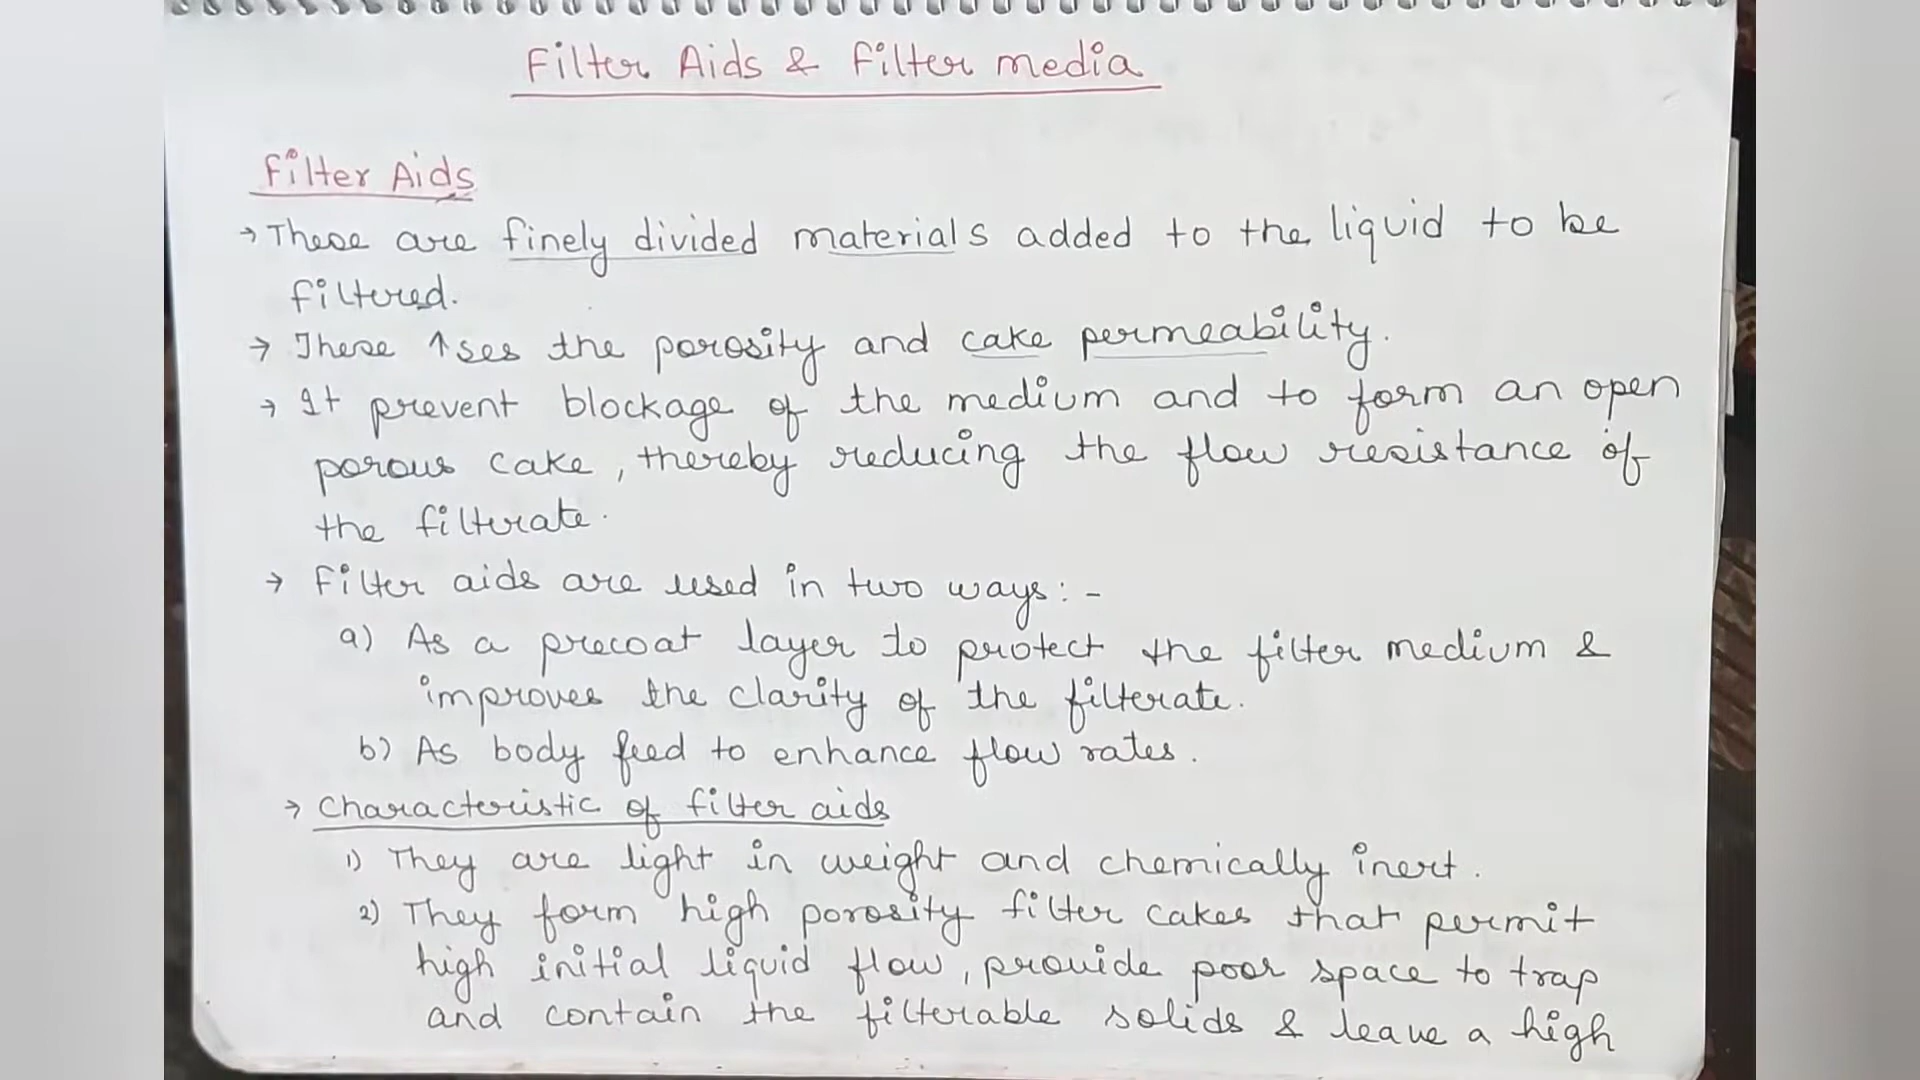 Filter Aids & Filter media
Filter Aids
→ These are finely divided materials added to the liquid to be
filtered.
→ These ↑ses the porosity and cake permeability.
→ It prevent blockage of the medium and to form an open
porous cake, thereby reducing the flow resistance of
the filterate.
→ Filter aids are used in two ways:-
a) As a precoat layer to protect the filter medium &
improves the clarity of the filterate.
b) As body feed to enhance flow rates.
→ Characteristic of filter aids
1) They are light in weight and chemically inert.
2) They form high porosity filter cakes that permit
high initial liquid flow, provide poor space to trap
and contain the filterable solids & leave a high